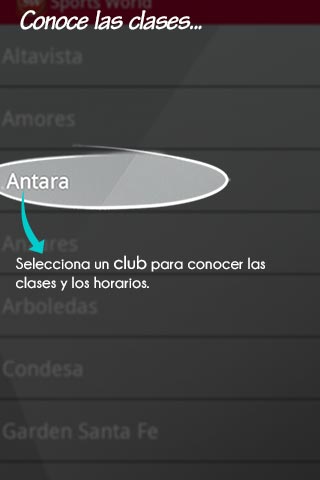 Sports World
Conoce las clases...
Altavista
Amores
Antara
Selecciona un club para conocer las
clases y los horarios.
Arboledas
Condesa
Garden Santa Fe